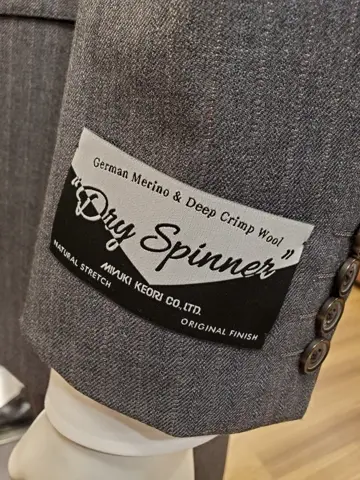 German Merino & Deep Crimp Wool
"Dry Spinner"
MIYUKI KEORI CO., LTD.
NATURAL STRETCH
ORIGINAL FINISH